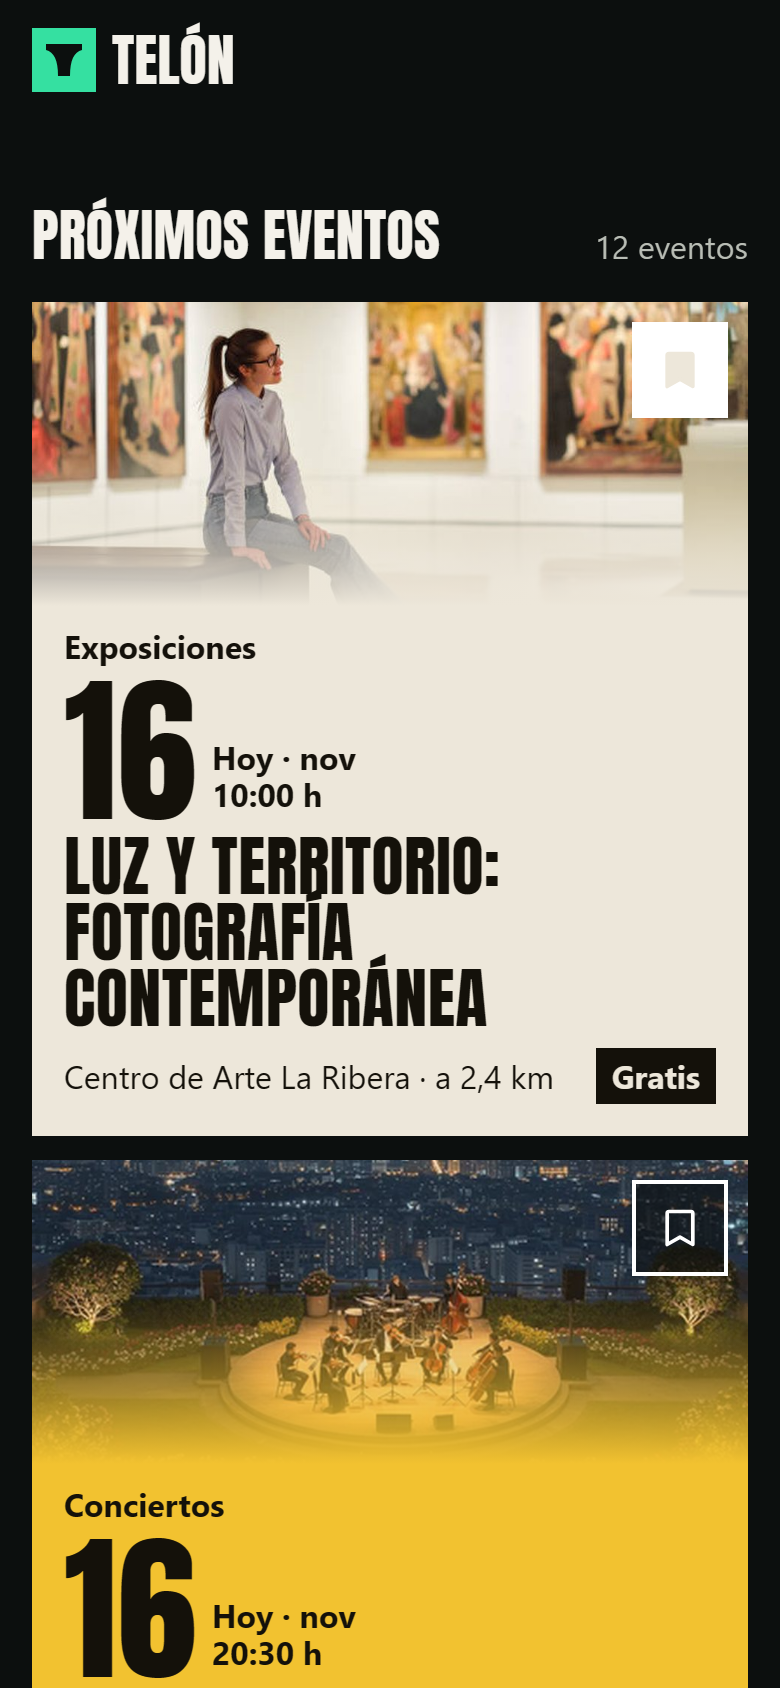 TELÓN
PRÓXIMOS EVENTOS
12 eventos
Exposiciones
16
Hoy · nov
10:00 h
LUZ Y TERRITORIO:
FOTOGRAFÍA
CONTEMPORÁNEA
Centro de Arte La Ribera · a 2,4 km
Gratis
Conciertos
16
Hoy · nov
20:30 h